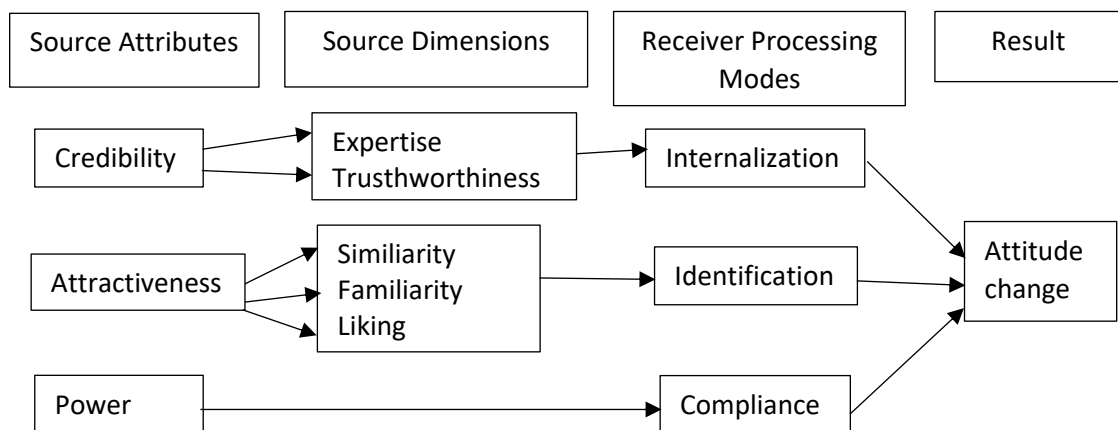 Source Attributes
Source Dimensions
Receiver Processing
Modes
Result
Credibility
Expertise
Trusthworthiness
Internalization
Attractiveness
Similiarity
Familiarity
Liking
Identification
Attitude
change
Power
Compliance